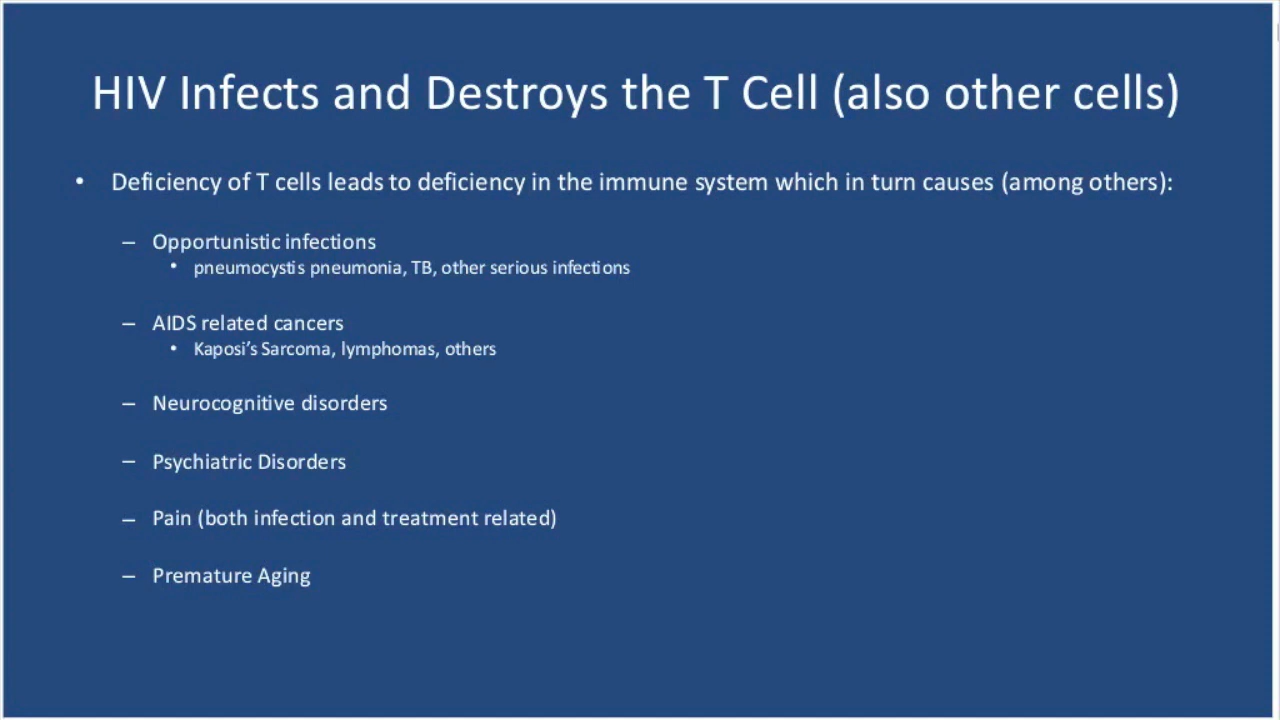 HIV Infects and Destroys the T Cell (also other cells)
• Deficiency of T cells leads to deficiency in the immune system which in turn causes (among others):
– Opportunistic infections
• pneumocystis pneumonia, TB, other serious infections
– AIDS related cancers
• Kaposi’s Sarcoma, lymphomas, others
– Neurocognitive disorders
– Psychiatric Disorders
– Pain (both infection and treatment related)
– Premature Aging